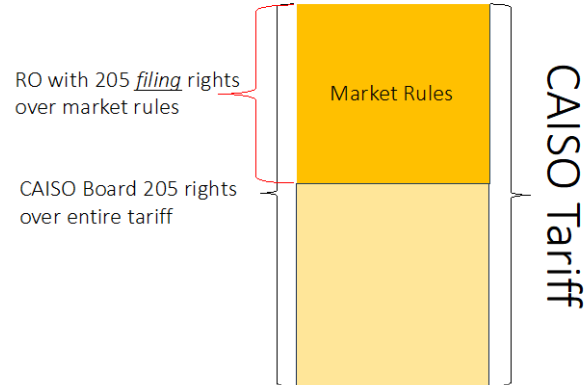 RO with 205 filing rights
over market rules
Market Rules
CAISO Board 205 rights
over entire tariff
CAISO Tariff